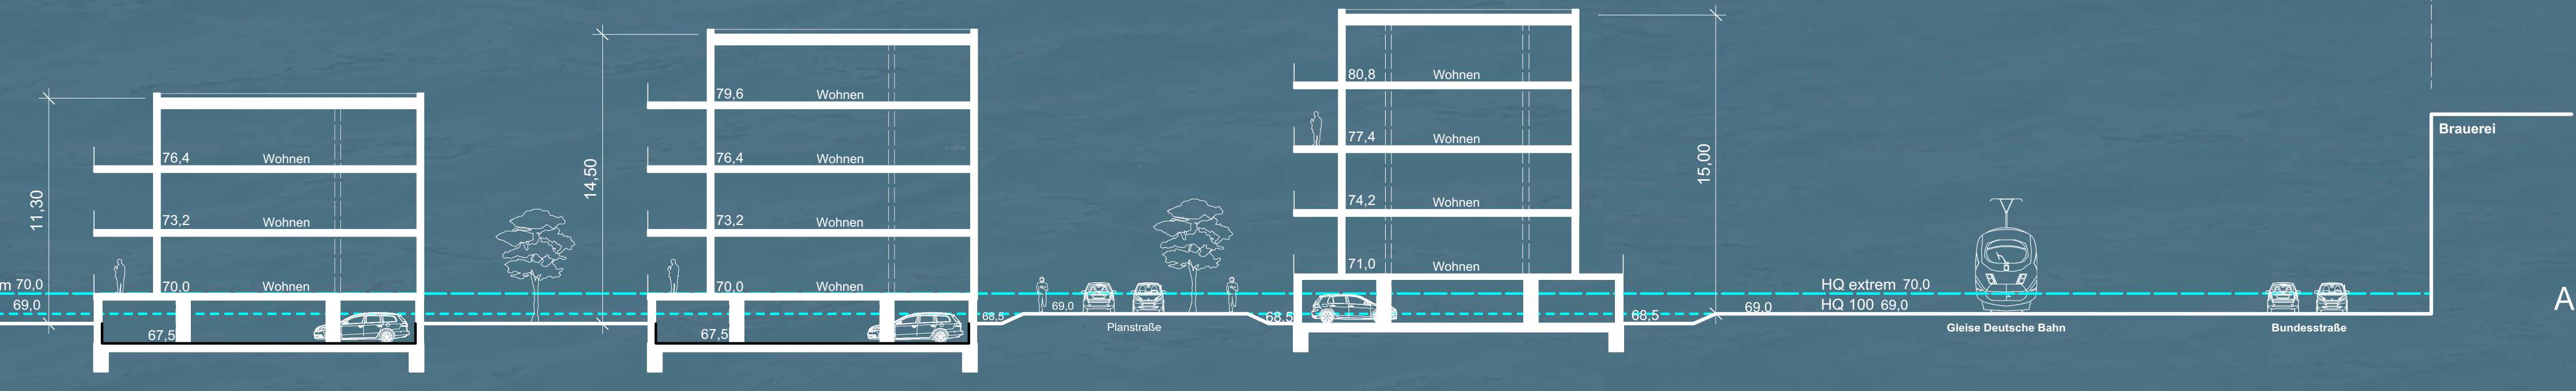 11,30
m 70,0
69,0
76,4 Wohnen
73,2 Wohnen
70,0 Wohnen
67,5
14,50
79,6 Wohnen
76,4 Wohnen
73,2 Wohnen
70,0 Wohnen
67,5
68,5
69,0
Planstraße
68,5
80,8 Wohnen
77,4 Wohnen
74,2 Wohnen
71,0 Wohnen
68,5
15,00
69,0
HQ extrem 70,0
HQ 100 69,0
Gleise Deutsche Bahn
Bundesstraße
Brauerei
A